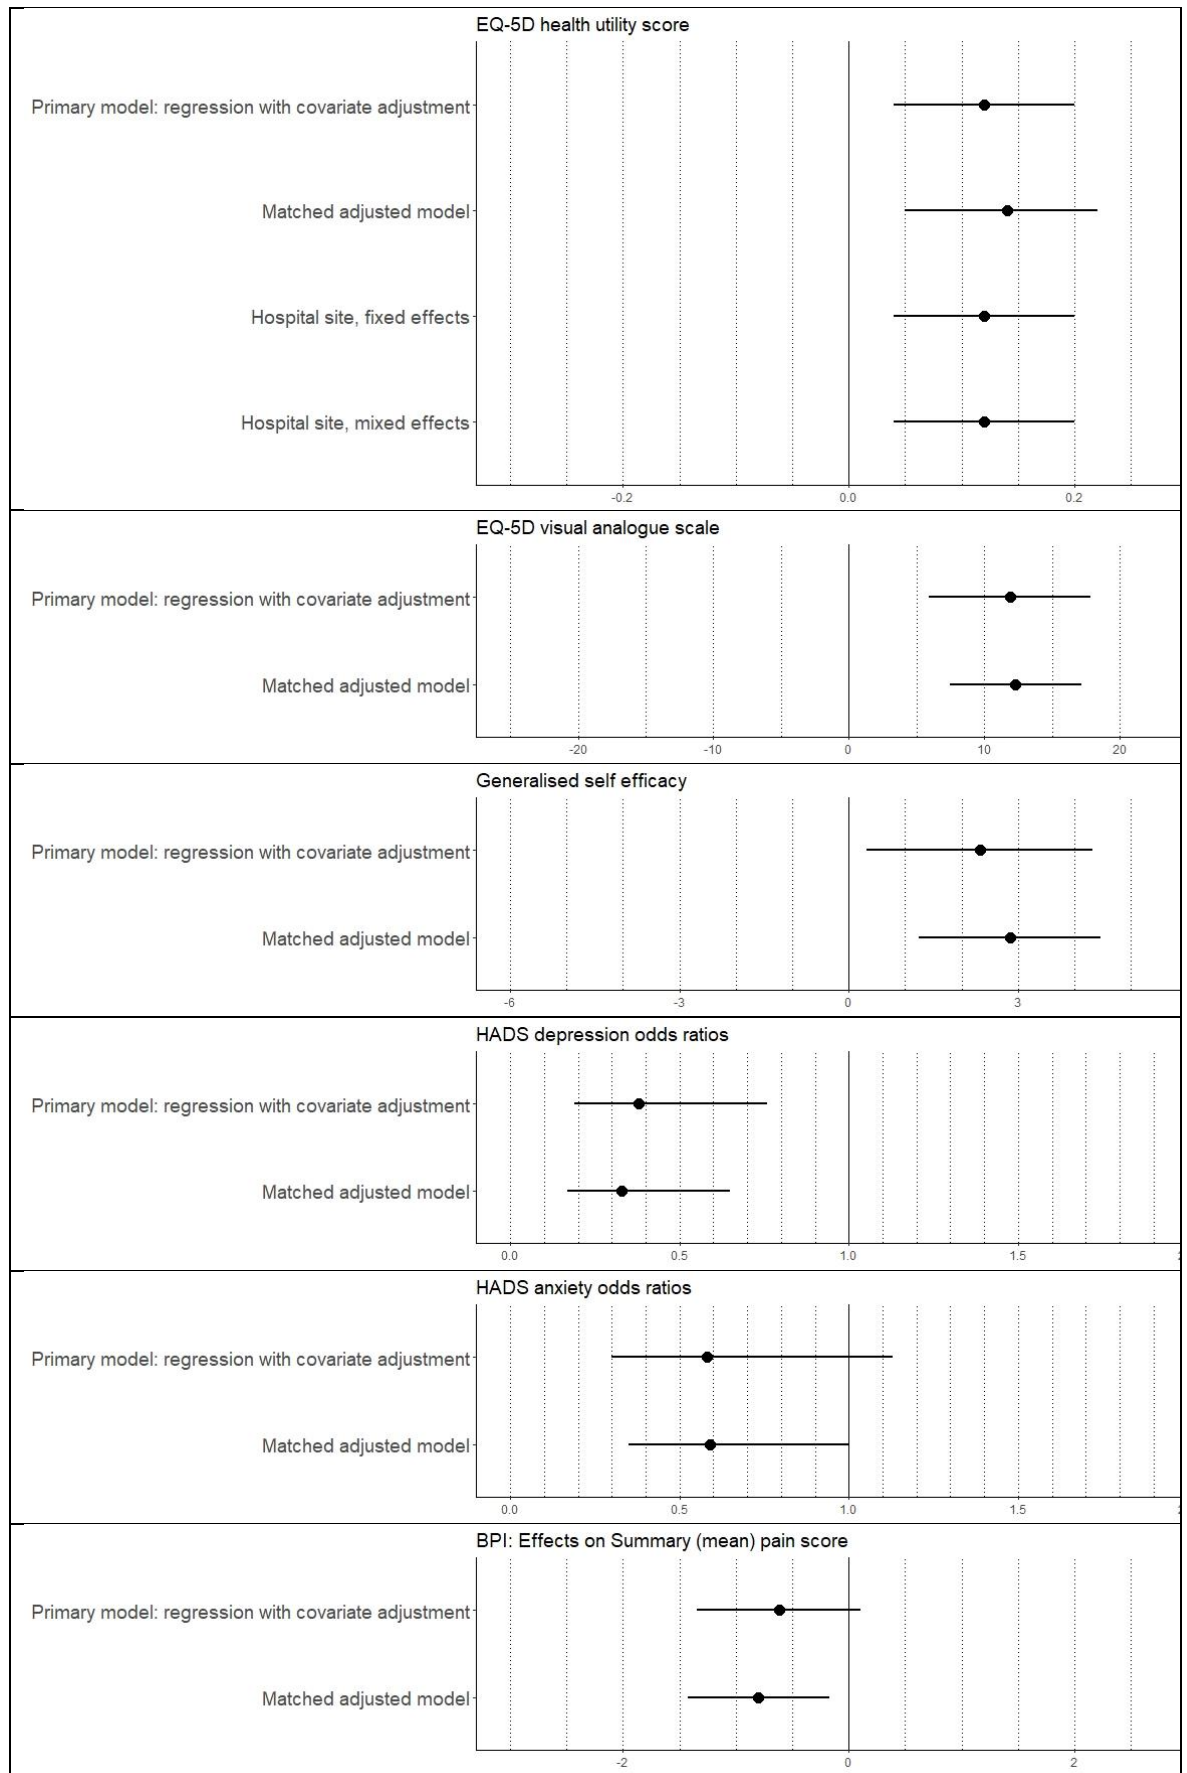 EQ-5D health utility score
Primary model: regression with covariate adjustment
Matched adjusted model
Hospital site, fixed effects
Hospital site, mixed effects
-0.2 0.0 0.2
EQ-5D visual analogue scale
Primary model: regression with covariate adjustment
Matched adjusted model
-20 -10 0 10 20
Generalised self efficacy
Primary model: regression with covariate adjustment
Matched adjusted model
-6 -3 0 3
HADS depression odds ratios
Primary model: regression with covariate adjustment
Matched adjusted model
0.0 0.5 1.0 1.5
HADS anxiety odds ratios
Primary model: regression with covariate adjustment
Matched adjusted model
0.0 0.5 1.0 1.5
BPI: Effects on Summary (mean) pain score
Primary model: regression with covariate adjustment
Matched adjusted model
-2 0 2